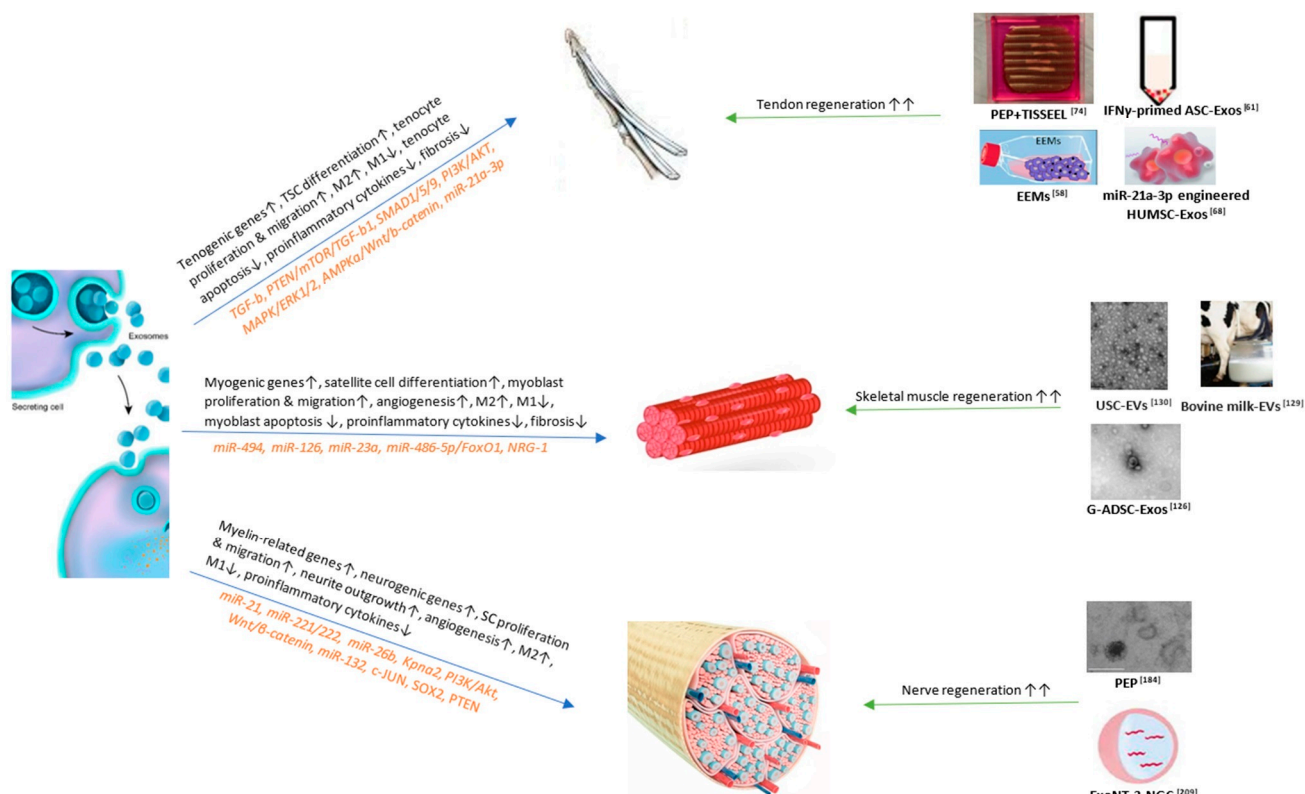 Tenogenic genes↑, TSC differentiation↑, tenocyte
proliferation & migration↑, M2↑, M1↓, tenocyte
apoptosis↓, proinflammatory cytokines↓, fibrosis↓
TGF-b, PTEN/mTOR/TGF-b1, SMAD1/5/9, PI3K/AKT,
MAPK/ERK1/2, AMPKa/Wnt/b-catenin, miR-21a-3p
Tendon regeneration ↑↑
PEP+TISSEEL [74]
IFNγ-primed ASC-Exos [61]
EEMs
EEMs [58]
miR-21a-3p engineered
HUMSC-Exos [68]
Exosomes
Secreting cell
Myogenic genes↑, satellite cell differentiation↑, myoblast
proliferation & migration↑, angiogenesis↑, M2↑, M1↓,
myoblast apoptosis ↓, proinflammatory cytokines↓, fibrosis↓
miR-494, miR-126, miR-23a, miR-486-5p/FoxO1, NRG-1
Skeletal muscle regeneration ↑↑
USC-EVs [130]
Bovine milk-EVs [129]
G-ADSC-Exos [126]
Myelin-related genes↑, neurogenic genes↑, SC proliferation
& migration↑, neurite outgrowth↑, angiogenesis↑, M2↑,
M1↓, proinflammatory cytokines↓
miR-21, miR-221/222, miR-26b, Kpna2, PI3K/Akt,
Wnt/β-catenin, miR-132, c-JUN, SOX2, PTEN
Nerve regeneration ↑↑
PEP [184]
[209]